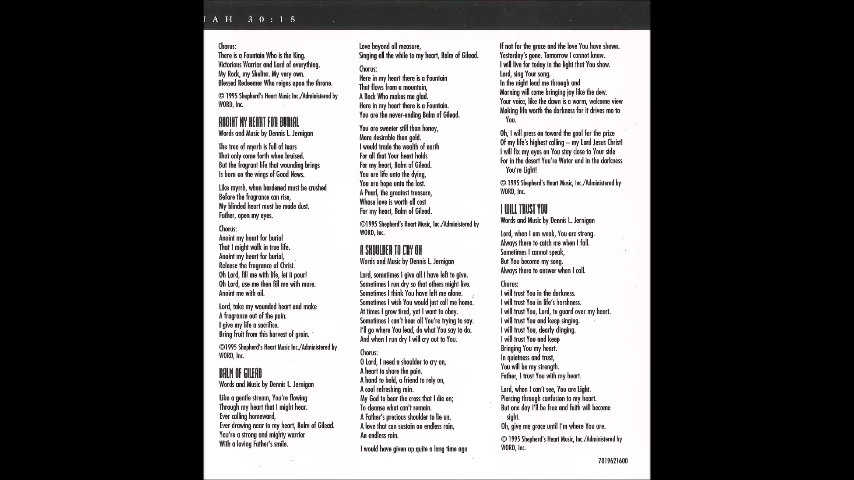 IAH 30:15
Chorus:
There is a Fountain Who is the King.
Victorious Warrior and Lord of everything.
My Rock, my Shelter. My very own.
Blessed Redeemer Who reigns upon the throne.
© 1995 Shepherd's Heart Music Inc./Administered by
WORD, Inc.
ANOINT MY HEART FOR BURIAL
Words and Music by Dennis L. Jernigan
The tree of myrrh is full of tears
That only come forth when bruised.
But the fragrant life that wounding brings
Is born on the wings of Good News.
Like myrrh, when hardened must be crushed
Before the fragrance can rise,
My blinded heart must be made dust.
Father, open my eyes.
Chorus:
Anoint my heart for burial
That I might walk in true life.
Anoint my heart for burial,
Release the fragrance of Christ.
Oh Lord, fill me with life, let it pour!
Oh Lord, use me then fill me with more.
Anoint me with oil.
Lord, take my wounded heart and make
A fragrance out of the pain.
I give my life a sacrifice.
Bring fruit from this harvest of grain.
©1995 Shepherd's Heart Music Inc./Administered by
WORD, Inc.
BALM OF GILEAD
Words and Music by Dennis L. Jernigan
Like a gentle stream, You're flowing
Through my heart that I might hear.
Ever calling homeward,
Ever drawing near to my heart, Balm of Gilead.
You're a strong and mighty warrior
With a loving Father's smile.
Love beyond all measure,
Singing all the while to my heart, Balm of Gilead.
Chorus:
Here in my heart there is a Fountain
That flows from a mountain,
A Rock Who makes me glad.
Here in my heart there is a Fountain.
You are the never-ending Balm of Gilead.
You are sweeter still than honey,
More desirable than gold.
I would trade the wealth of earth
For all that Your heart holds
For my heart, Balm of Gilead.
You are life unto the dying,
You are hope unto the lost.
A Pearl, the greatest treasure,
Whose love is worth all cost
For my heart, Balm of Gilead.
©1995 Shepherd's Heart Music, Inc./Administered by
WORD, Inc.
A SHOULDER TO CRY ON
Words and Music by Dennis L. Jernigan
Lord, sometimes I give all I have left to give.
Sometimes I run dry so that others might live.
Sometimes I think You have left me alone.
Sometimes I wish You would just call me home.
At times I grow tired, yet I want to obey.
Sometimes I can't hear all You're trying to say.
I'll go where You lead, do what You say to do.
And when I run dry I will cry out to You.
Chorus:
O Lord, I need a shoulder to cry on,
A heart to share the pain.
A hand to hold, a friend to rely on,
A cool refreshing rain.
My God to bear the cross that I die on;
To cleanse what can't remain.
A Father's precious shoulder to lie on.
A love that can sustain an endless rain,
An endless rain.
I would have given up quite a long time ago
If not for the grace and the love You have shown.
Yesterday's gone. Tomorrow I cannot know.
I will live for today in the light that You show.
Lord, sing Your song.
In the night lead me through and
Morning will come bringing joy like the dew.
Your voice, like the dawn is a warm, welcome view
Making life worth the darkness for it drives me to
You.
Oh, I will press on toward the goal for the prize
Of my life's highest calling – my Lord Jesus Christ!
I will fix my eyes on You stay close to Your side
For in the desert You're Water and in the darkness
You're Light!
© 1995 Shepherd's Heart Music, Inc./Administered by
WORD, Inc.
I WILL TRUST YOU
Words and Music by Dennis L. Jernigan
Lord, when I am weak, You are strong.
Always there to catch me when I fall.
Sometimes I cannot speak,
But You become my song.
Always there to answer when I call.
Chorus:
I will trust You in the darkness.
I will trust You in life's harshness.
I will trust You, Lord, to guard over my heart.
I will trust You and keep singing.
I will trust You, dearly clinging.
I will trust You and keep
Bringing You my heart.
In quietness and trust,
You will be my strength.
Father, I trust You with my heart.
Lord, when I can't see, You are Light.
Piercing through confusion to my heart.
But one day I'll be free and faith will become
sight.
Oh, give me grace until I'm where You are.
© 1995 Shepherd's Heart Music, Inc./Administered by
WORD, Inc.
7019621600